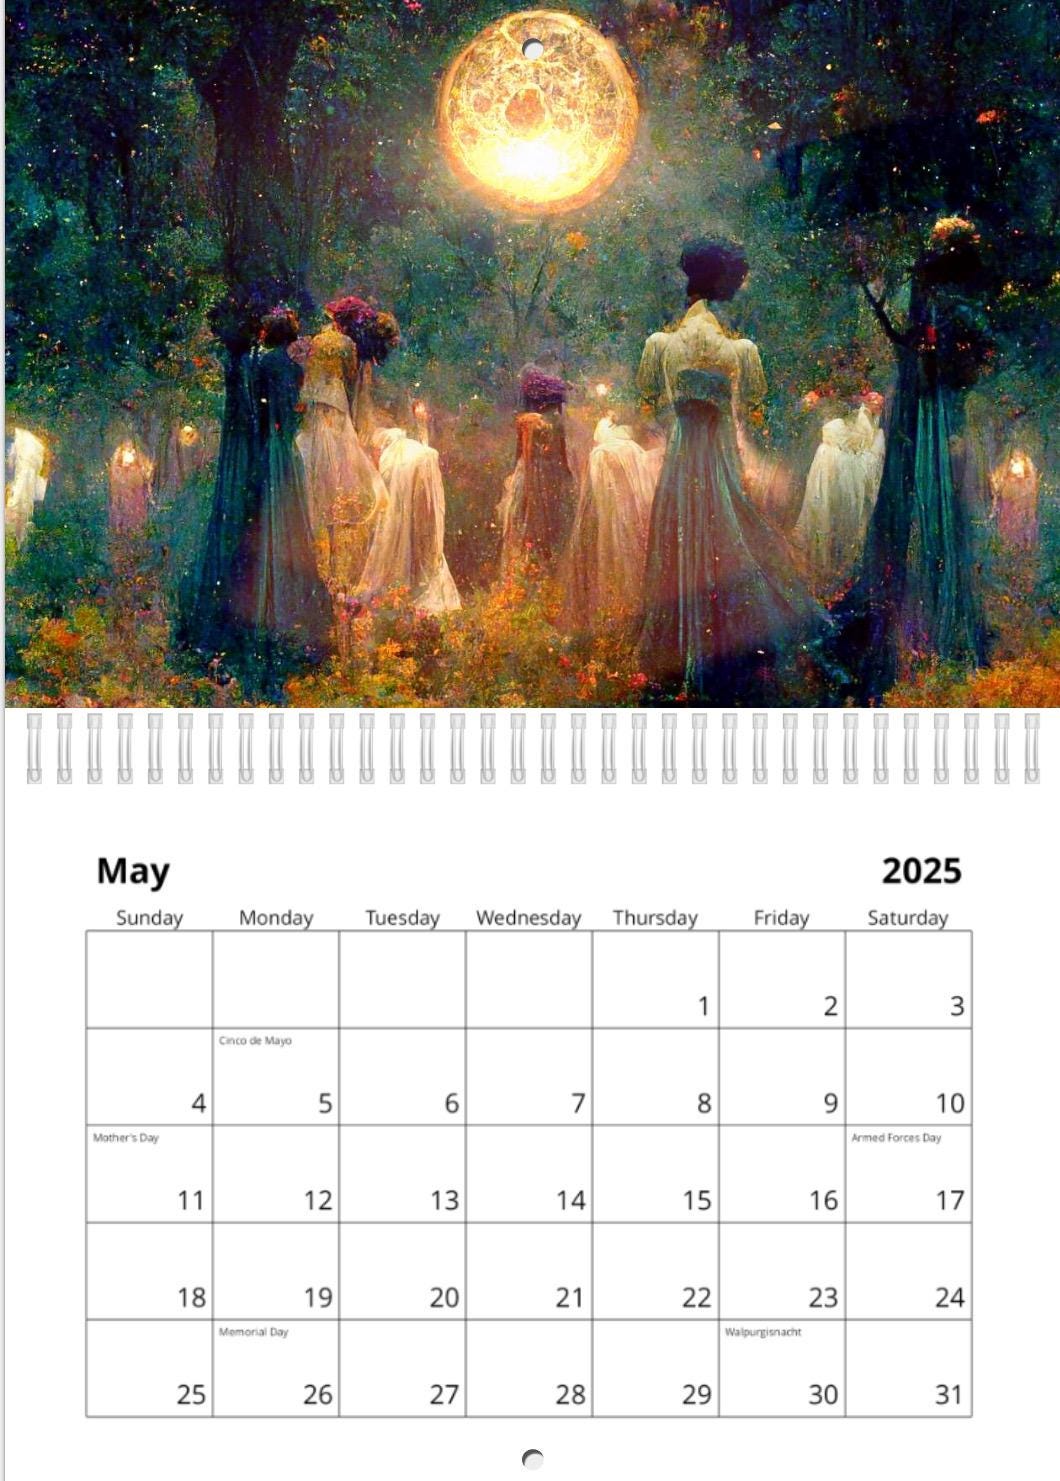 May 2025
Sunday Monday Tuesday Wednesday Thursday Friday Saturday
1 2 3
Cinco de Mayo
4 5 6 7 8 9 10
Mother's Day Armed Forces Day
11 12 13 14 15 16 17
18 19 20 21 22 23 24
Memorial Day Walpurgisnacht
25 26 27 28 29 30 31